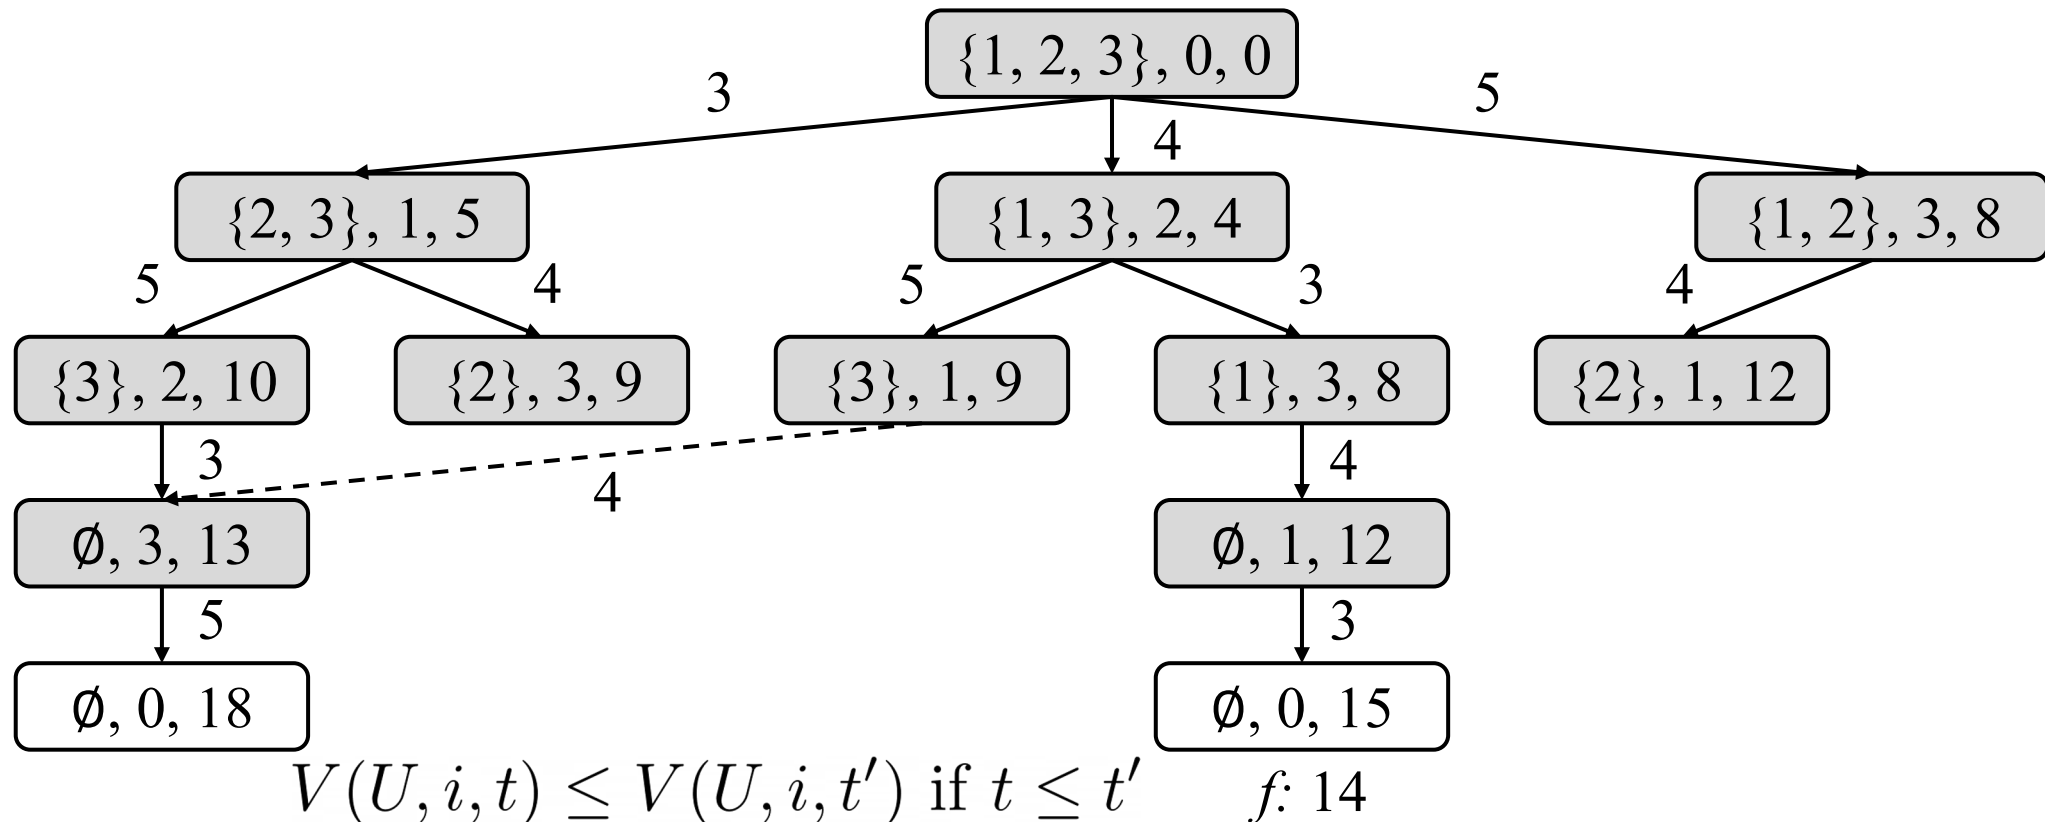 {1, 2, 3}, 0, 0
3
4
5
{2, 3}, 1, 5
{1, 3}, 2, 4
{1, 2}, 3, 8
5
4
5
3
4
{3}, 2, 10
{2}, 3, 9
{3}, 1, 9
{1}, 3, 8
{2}, 1, 12
3
4
4
∅, 3, 13
∅, 1, 12
5
3
∅, 0, 18
∅, 0, 15
V(U, i, t) ≤ V(U, i, t′) if t ≤ t′
f: 14